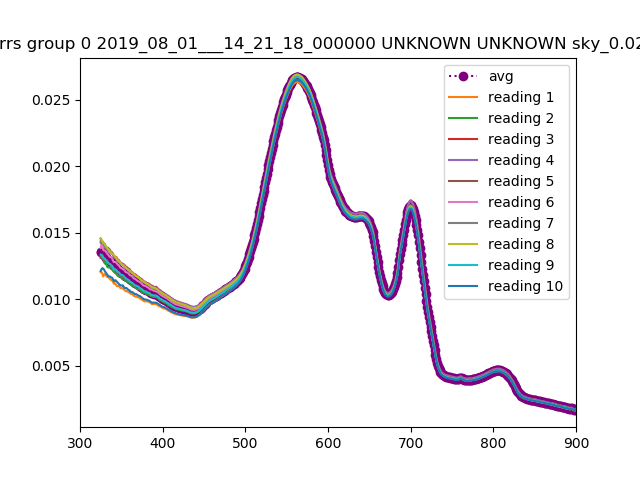 rrs group 0 2019_08_01___14_21_18_000000 UNKNOWN UNKNOWN sky_0.02
0.025
0.020
0.015
0.010
0.005
300 400 500 600 700 800 900
avg
reading 1
reading 2
reading 3
reading 4
reading 5
reading 6
reading 7
reading 8
reading 9
reading 10